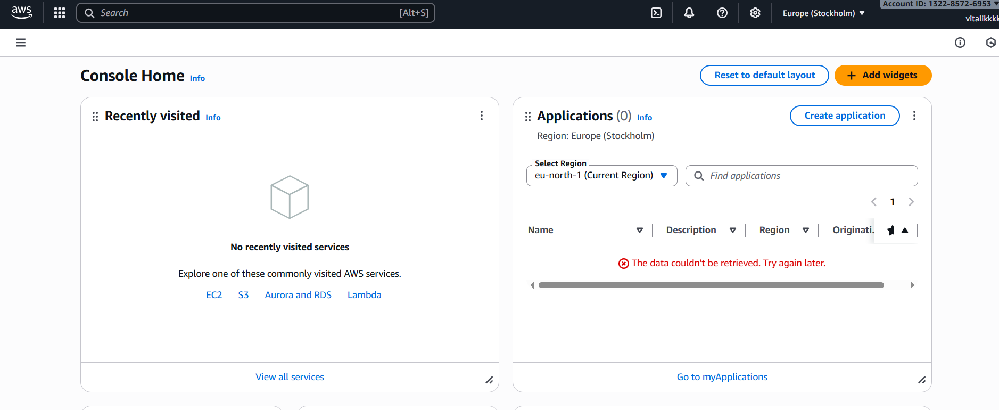 aws
Search [Alt+S]
Europe (Stockholm)
Account ID: 1322-8572-6953
vitalikkkk
Console Home Info
Reset to default layout
Add widgets
Recently visited Info
No recently visited services
Explore one of these commonly visited AWS services.
EC2 S3 Aurora and RDS Lambda
View all services
Applications (0) Info
Create application
Region: Europe (Stockholm)
Select Region
eu-north-1 (Current Region)
Find applications
1
Name Description Region Originati.
The data couldn't be retrieved. Try again later.
Go to myApplications